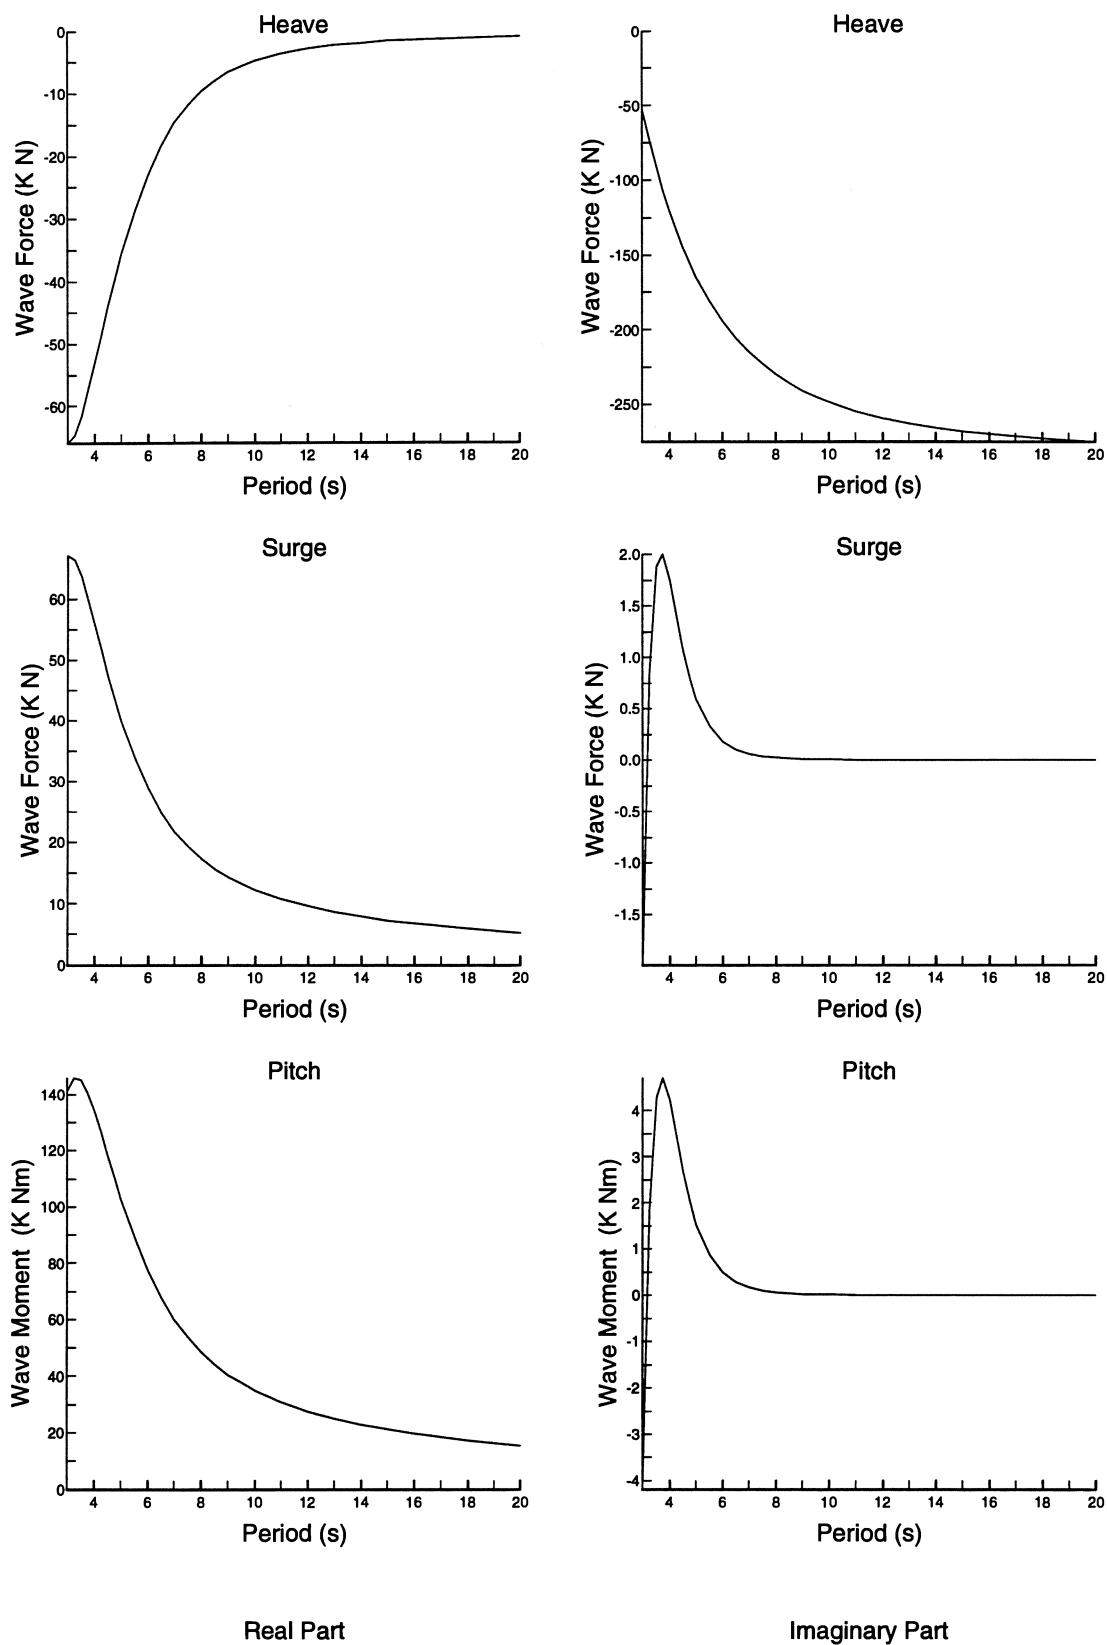 Heave
Wave Force (K N)
0
-10
-20
-30
-40
-50
-60
4 6 8 10 12 14 16 18 20
Period (s)
Heave
Wave Force (K N)
0
-50
-100
-150
-200
-250
4 6 8 10 12 14 16 18 20
Period (s)
Surge
Wave Force (K N)
60
50
40
30
20
10
0
4 6 8 10 12 14 16 18 20
Period (s)
Surge
Wave Force (K N)
2.0
1.5
1.0
0.5
0.0
-0.5
-1.0
-1.5
4 6 8 10 12 14 16 18 20
Period (s)
Pitch
Wave Moment (K Nm)
140
120
100
80
60
40
20
0
4 6 8 10 12 14 16 18 20
Period (s)
Pitch
Wave Moment (K Nm)
4
3
2
1
0
-1
-2
-3
-4
4 6 8 10 12 14 16 18 20
Period (s)
Real Part
Imaginary Part